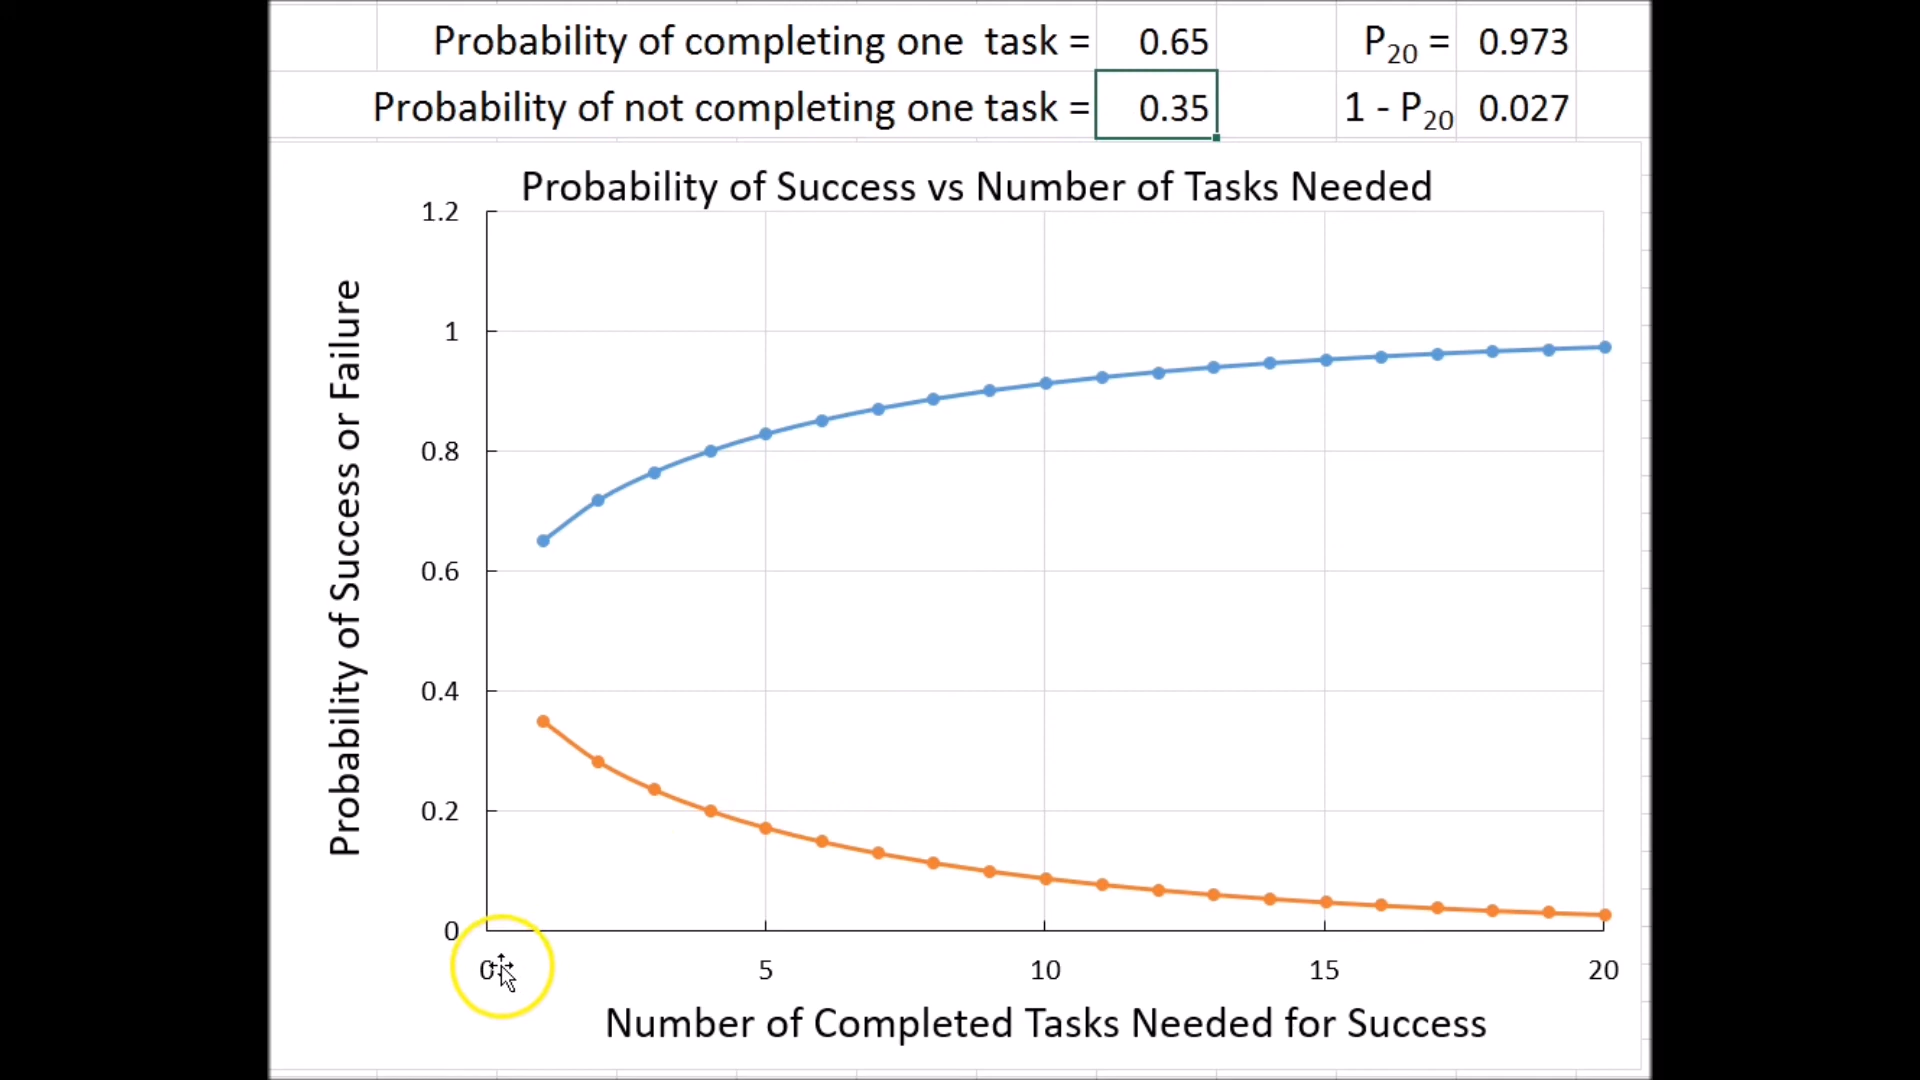 Probability of completing one task = 0.65 P20 = 0.973
Probability of not completing one task = 0.35 1 - P20 0.027
Probability of Success vs Number of Tasks Needed
Probability of Success or Failure
1.2
1
0.8
0.6
0.4
0.2
0
0 5 10 15 20
Number of Completed Tasks Needed for Success